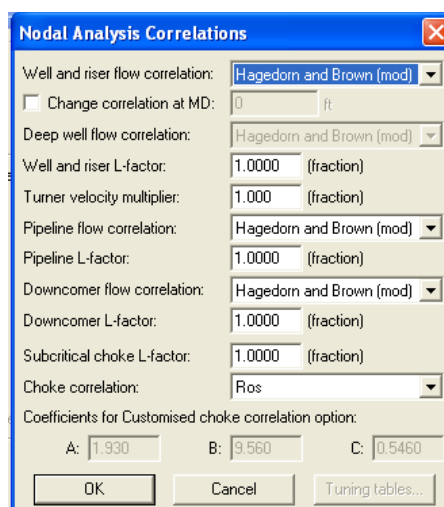 Nodal Analysis Correlations
Well and riser flow correlation: Hagedorn and Brown (mod)
Change correlation at MD: 0 ft
Deep well flow correlation: Hagedorn and Brown (mod)
Well and riser L-factor: 1.0000 (fraction)
Turner velocity multiplier: 1.000 (fraction)
Pipeline flow correlation: Hagedorn and Brown (mod)
Pipeline L-factor: 1.0000 (fraction)
Downcomer flow correlation: Hagedorn and Brown (mod)
Downcomer L-factor: 1.0000 (fraction)
Subcritical choke L-factor: 1.0000 (fraction)
Choke correlation: Ros
Coefficients for Customised choke correlation option:
A: 1.930 B: 9.560 C: 0.5460
OK Cancel Tuning tables...